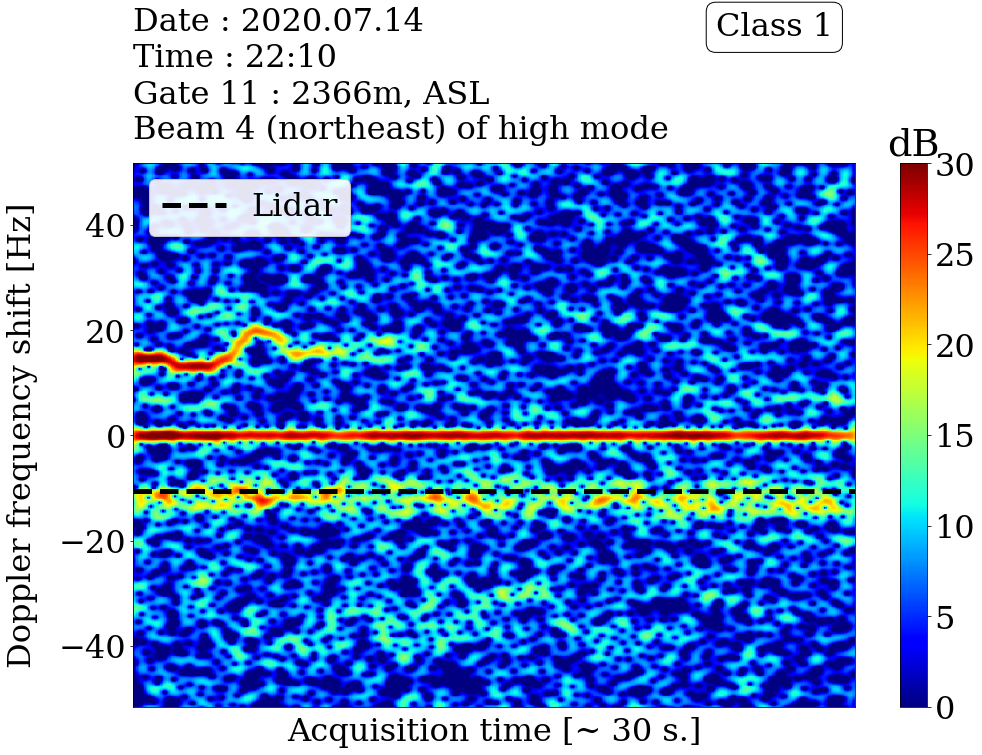 Date : 2020.07.14
Time : 22:10
Gate 11 : 2366m, ASL
Beam 4 (northeast) of high mode
Class 1
dB
Lidar
Doppler frequency shift [Hz]
40
20
0
−20
−40
Acquisition time [~ 30 s.]
30
25
20
15
10
5
0